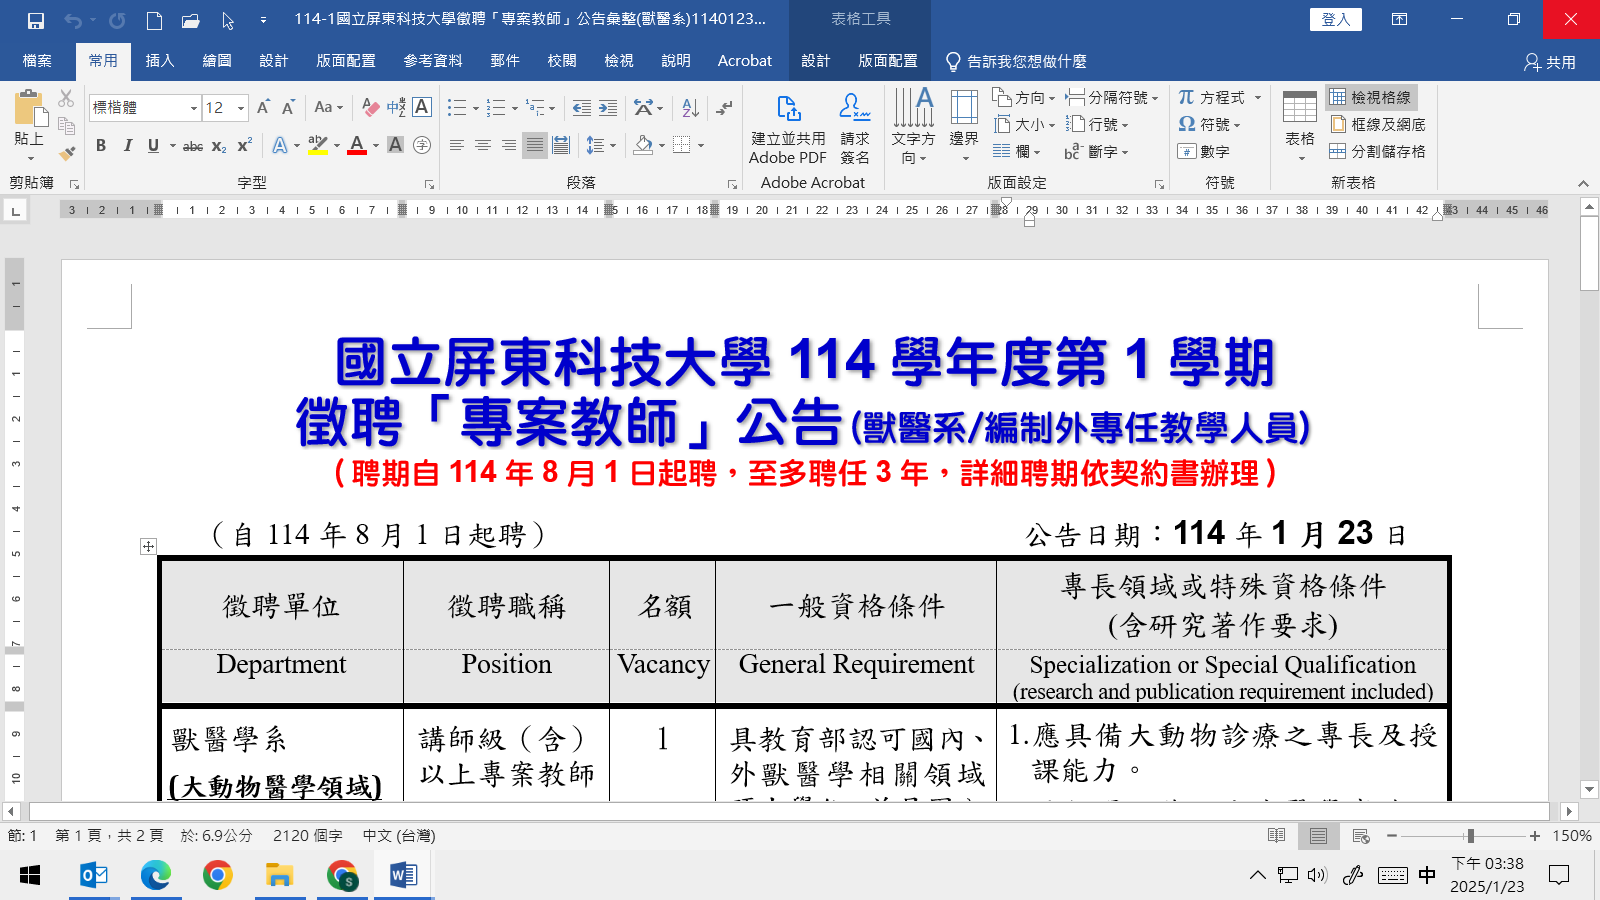 114-1國立屏東科技大學徵聘「專案教師」公告彙整(獸醫系)1140123...
表格工具
登入
檔案 常用 插入 繪圖 設計 版面配置 參考資料 郵件 校閱 檢視 說明 Acrobat 設計 版面配置 告訴我您想做什麼 共用
貼上
標楷體 12
建立並共用 Adobe PDF
請求簽名
文字方向
邊界
方向 分隔符號
大小 行號
欄 斷字
方程式
符號
數字
表格
檢視格線
框線及網底
分割儲存格
剪貼簿 字型 段落 Adobe Acrobat 版面設定 符號 新表格
國立屏東科技大學 114 學年度第 1 學期
徵聘「專案教師」公告(獸醫系/編制外專任教學人員)
(聘期自 114 年 8 月 1 日起聘，至多聘任 3 年，詳細聘期依契約書辦理)
（自 114 年 8 月 1 日起聘） 公告日期：114 年 1 月 23 日
徵聘單位 徵聘職稱 名額 一般資格條件 專長領域或特殊資格條件
(含研究著作要求)
Department Position Vacancy General Requirement Specialization or Special Qualification
(research and publication requirement included)
獸醫學系
(大動物醫學領域)
講師級（含）
以上專案教師
1
具教育部認可國內、
外獸醫學相關領域
1.應具備大動物診療之專長及授
課能力。
節: 1 第 1 頁，共 2 頁 於: 6.9公分 2120 個字 中文 (台灣) 150%
中
下午 03:38
2025/1/23